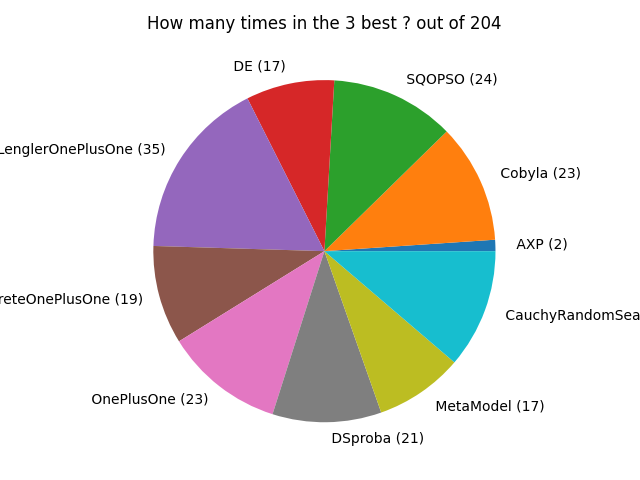 How many times in the 3 best ? out of 204
DE (17)
SQOPSO (24)
LenglerOnePlusOne (35)
Cobyla (23)
AXP (2)
reteOnePlusOne (19)
CauchyRandomSea
OnePlusOne (23)
MetaModel (17)
DSproba (21)